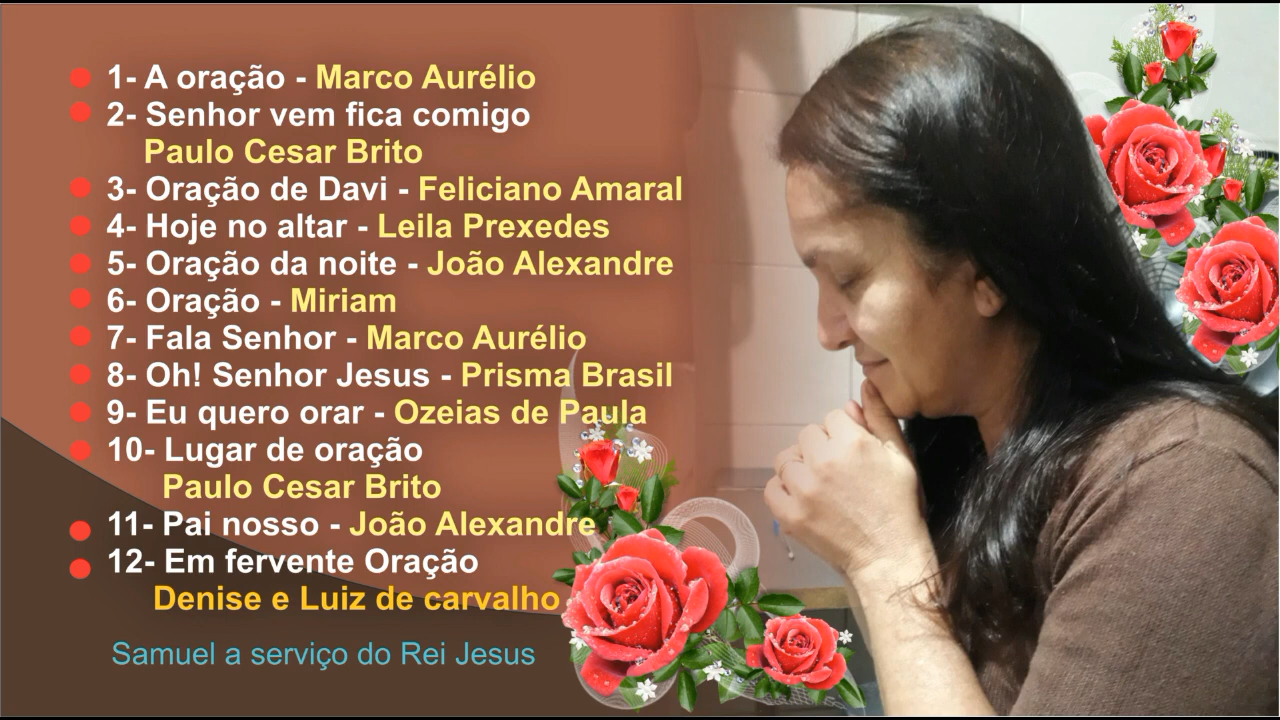 1- A oração - Marco Aurélio
2- Senhor vem fica comigo
Paulo Cesar Brito
3- Oração de Davi - Feliciano Amaral
4- Hoje no altar - Leila Prexedes
5- Oração da noite - João Alexandre
6- Oração - Miriam
7- Fala Senhor - Marco Aurélio
8- Oh! Senhor Jesus - Prisma Brasil
9- Eu quero orar - Ozeias de Paula
10- Lugar de oração
Paulo Cesar Brito
11- Pai nosso - João Alexandre
12- Em fervente Oração
Denise e Luiz de carvalho
Samuel a serviço do Rei Jesus